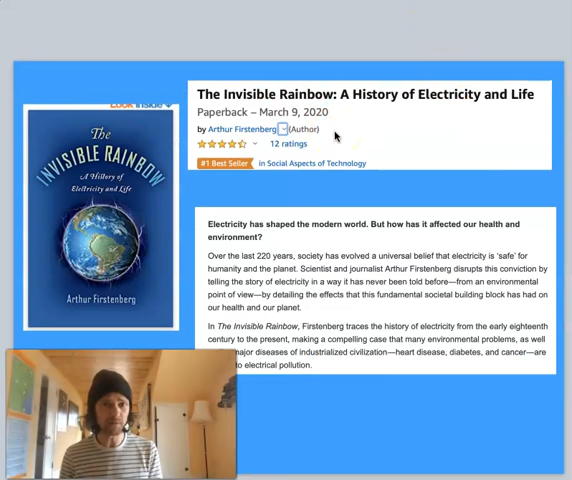 Look Inside
The
INVISIBLE RAINBOW
A History of
Electricity and Life
Arthur Firstenberg
The Invisible Rainbow: A History of Electricity and Life
Paperback – March 9, 2020
by Arthur Firstenberg (Author)
12 ratings
#1 Best Seller in Social Aspects of Technology
Electricity has shaped the modern world. But how has it affected our health and
environment?
Over the last 220 years, society has evolved a universal belief that electricity is ‘safe’ for
humanity and the planet. Scientist and journalist Arthur Firstenberg disrupts this conviction by
telling the story of electricity in a way it has never been told before—from an environmental
point of view—by detailing the effects that this fundamental societal building block has had on
our health and our planet.
In The Invisible Rainbow, Firstenberg traces the history of electricity from the early eighteenth
century to the present, making a compelling case that many environmental problems, as well
major diseases of industrialized civilization—heart disease, diabetes, and cancer—are
to electrical pollution.